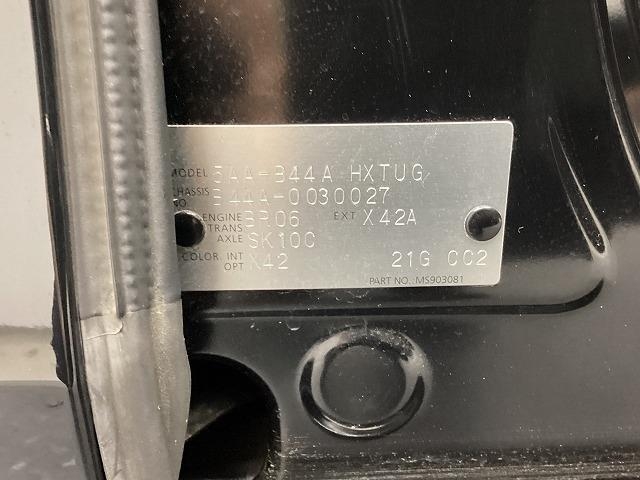 MODEL 5AA-B44A HXTUG
CHASSIS NO. B44A-0030027
ENGINE BR06 EXT X42A
TRANS AXLE SK10C
COLOR INT OPT X42 21G CC2
PART NO.:MS903081